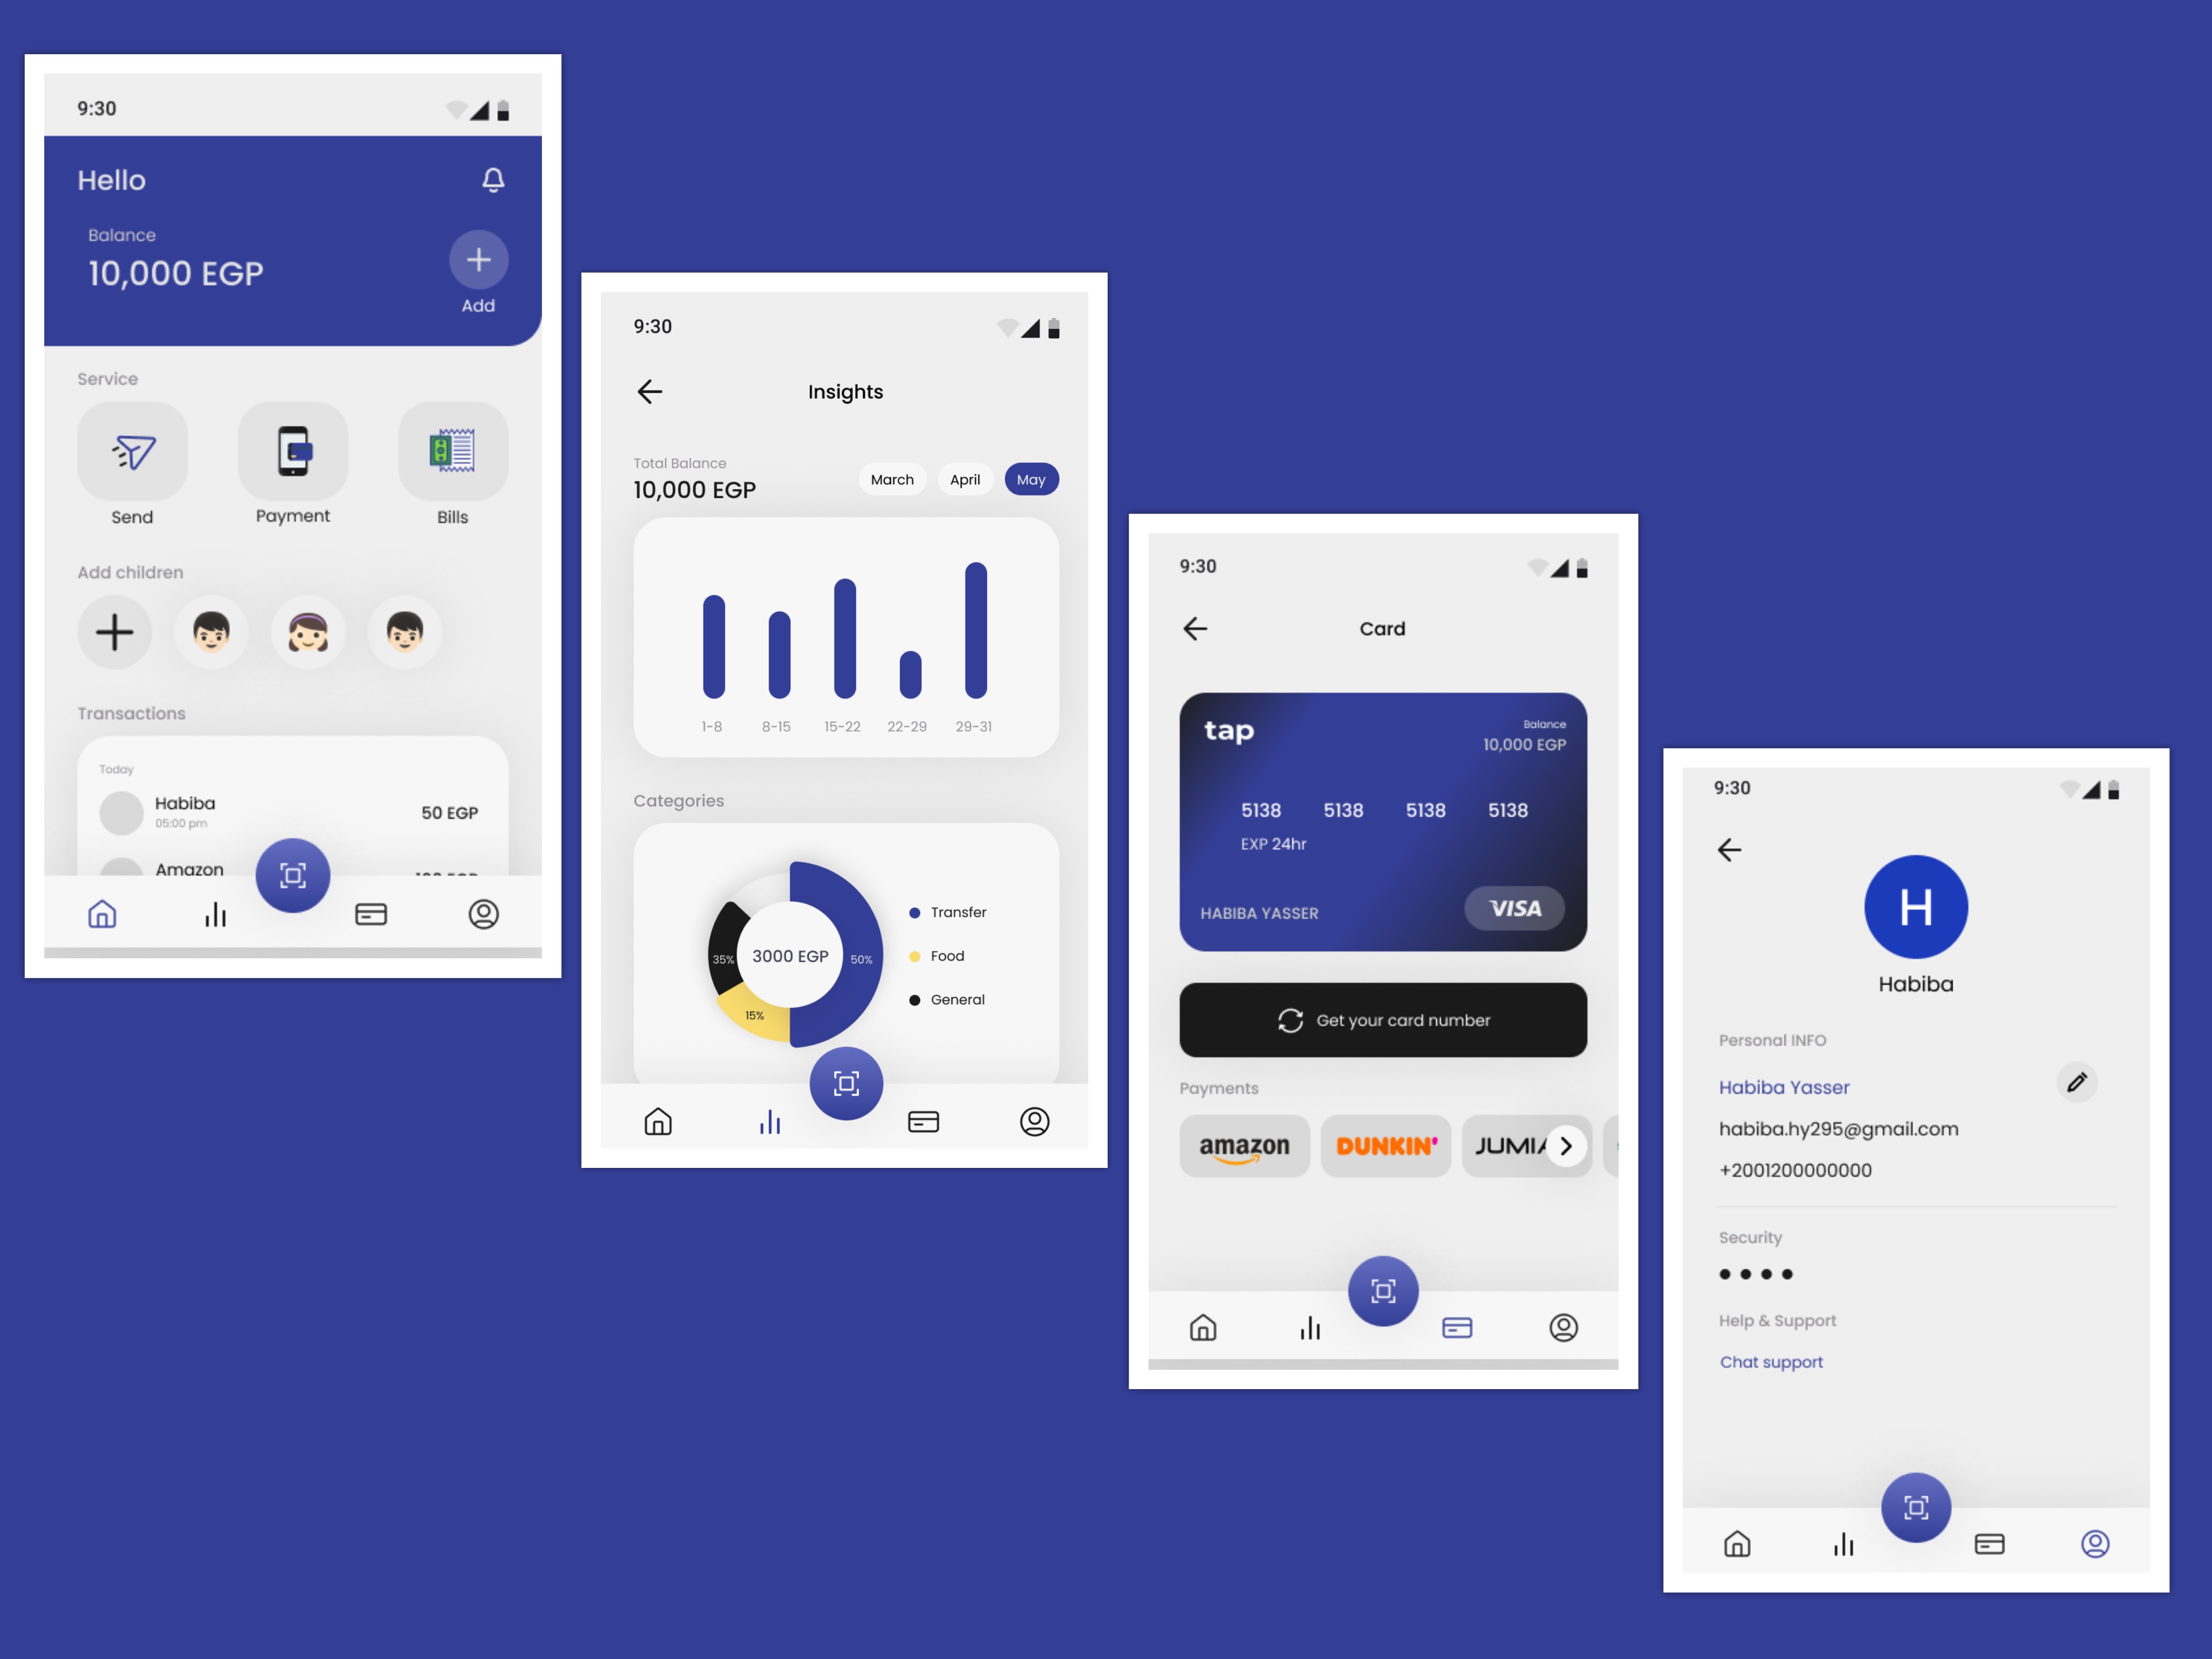 9:30
Hello
Balance
10,000 EGP
Add
Service
Send
Payment
Bills
Add children
Transactions
Today
Habiba
50 EGP
05:00 pm
Amazon
9:30
Insights
Total Balance
10,000 EGP
March
April
May
1-8
8-15
15-22
22-29
29-31
Categories
35%
3000 EGP
50%
15%
Transfer
Food
General
9:30
Card
tap
Balance
10,000 EGP
5138 5138 5138 5138
EXP 24hr
HABIBA YASSER
VISA
Get your card number
Payments
amazon
DUNKIN'
JUMIA
9:30
H
Habiba
Personal INFO
Habiba Yasser
habiba.hy295@gmail.com
+2001200000000
Security
Help & Support
Chat support